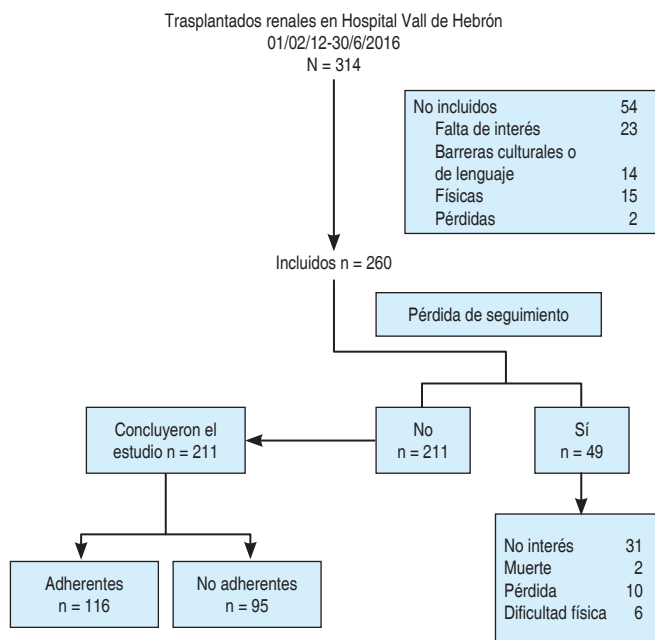 Trasplantados renales en Hospital Vall de Hebrón
01/02/12-30/6/2016
N = 314
No incluidos 54
Falta de interés 23
Barreras culturales o
de lenguaje 14
Físicas 15
Pérdidas 2
Incluidos n = 260
Pérdida de seguimiento
Concluyeron el
estudio n = 211
No
n = 211
Sí
n = 49
Adherentes
n = 116
No adherentes
n = 95
No interés 31
Muerte 2
Pérdida 10
Dificultad física 6